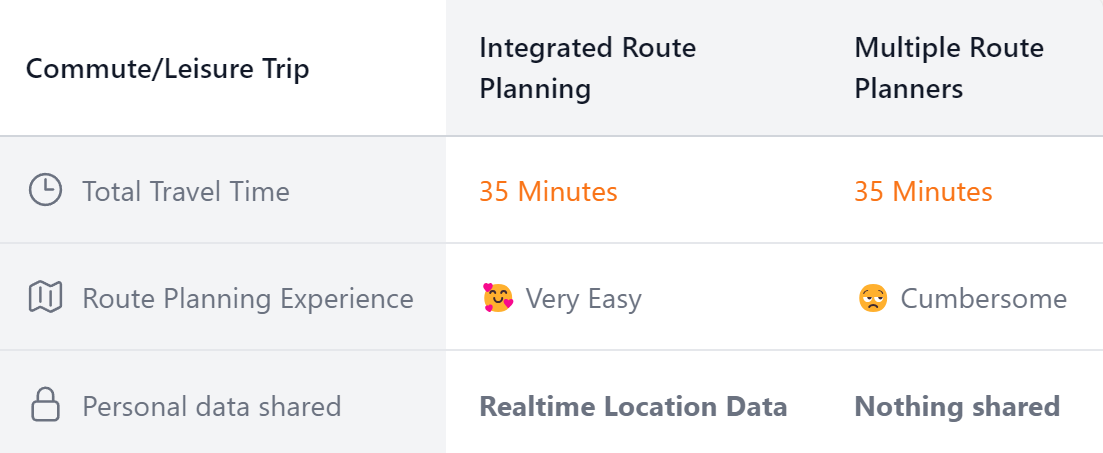 Commute/Leisure Trip
Integrated Route
Planning
Multiple Route
Planners
Total Travel Time
35 Minutes
35 Minutes
Route Planning Experience
🥰 Very Easy
😩 Cumbersome
Personal data shared
Realtime Location Data
Nothing shared